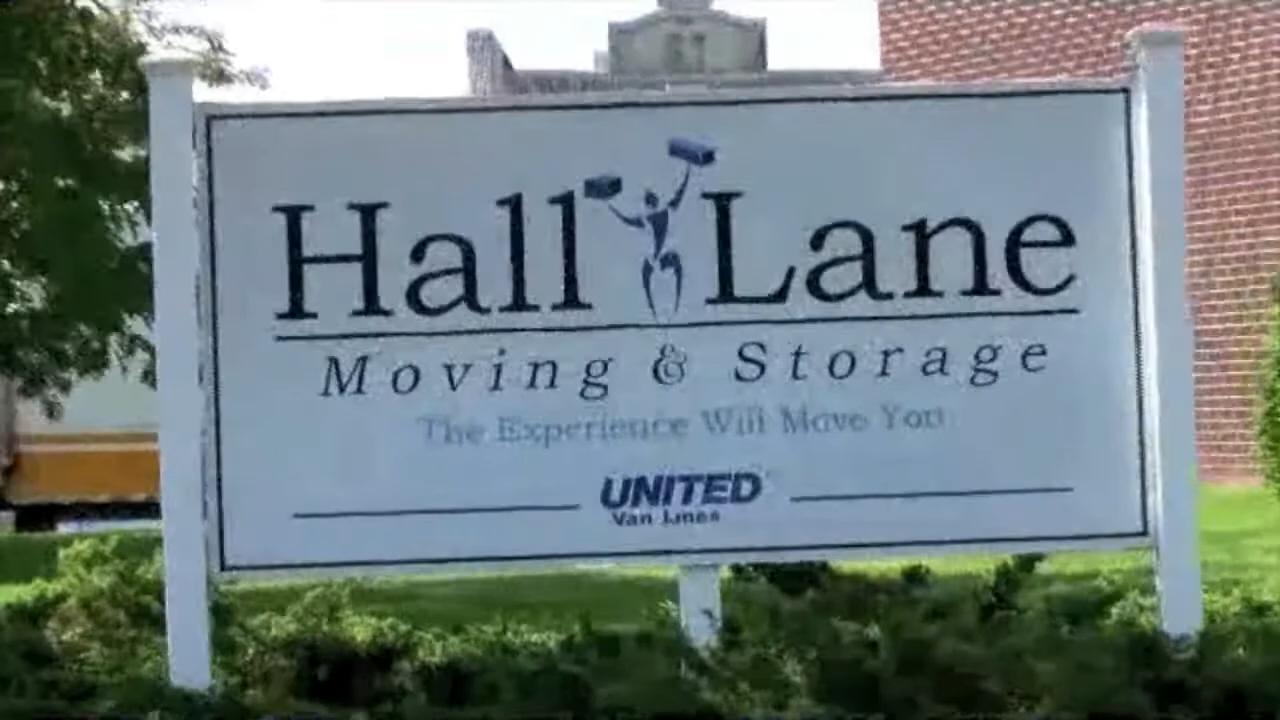 Hall Lane
Moving & Storage
The Experience Will Move You
UNITED
Van Lines